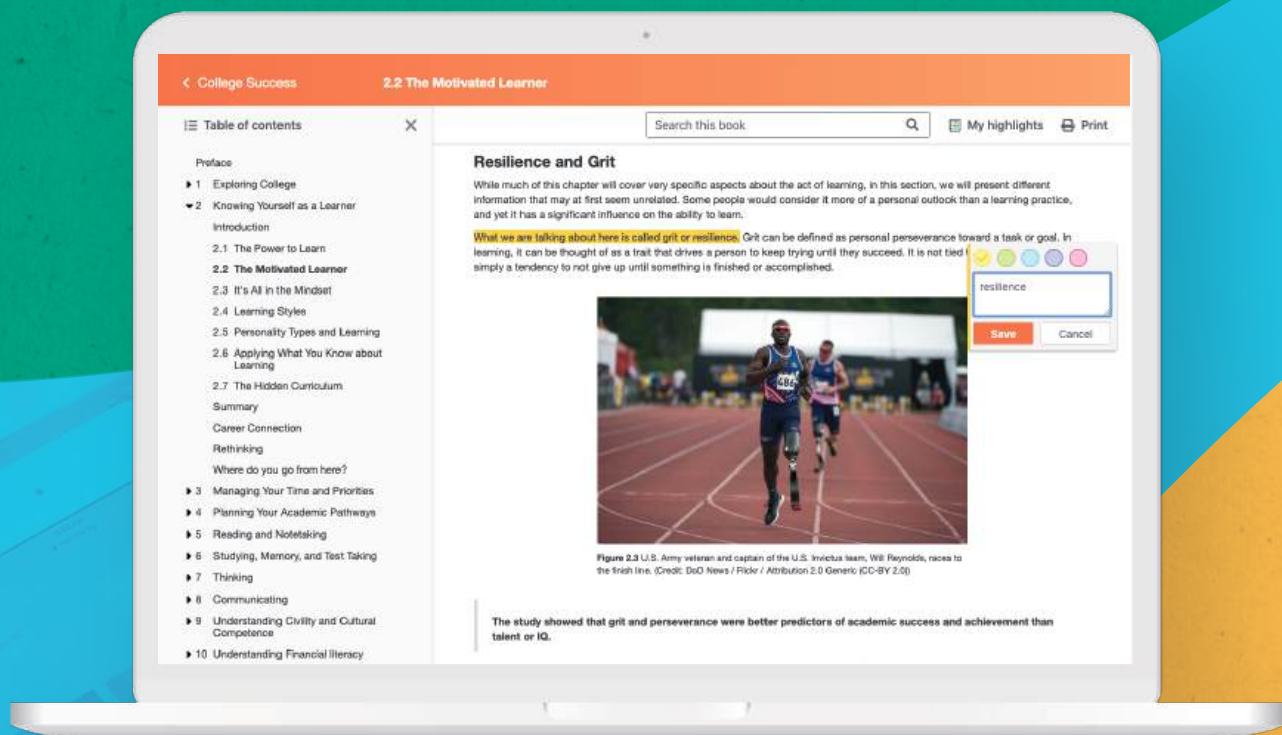 College Success
2.2 The Motivated Learner
Table of contents
Search this book
My highlights
Print
Preface
1 Exploring College
2 Knowing Yourself as a Learner
Introduction
2.1 The Power to Learn
2.2 The Motivated Learner
2.3 It's All in the Mindset
2.4 Learning Styles
2.5 Personality Types and Learning
2.6 Applying What You Know about
Learning
2.7 The Hidden Curriculum
Summary
Career Connection
Rethinking
Where do you go from here?
3 Managing Your Time and Priorities
4 Planning Your Academic Pathways
5 Reading and Notetaking
6 Studying, Memory, and Test Taking
7 Thinking
8 Communicating
9 Understanding Civility and Cultural
Competence
10 Understanding Financial literacy
Resilience and Grit
While much of this chapter will cover very specific aspects about the act of learning, in this section, we will present different
information that may at first seem unrelated. Some people would consider it more of a personal outlook than a learning practice,
and yet it has a significant influence on the ability to learn.
What we are talking about here is called grit or resilience. Grit can be defined as personal perseverance toward a task or goal. In
learning, it can be thought of as a trait that drives a person to keep trying until they succeed. It is not tied
simply a tendency to not give up until something is finished or accomplished.
resilience
Save
Cancel
486
Figure 2.3 U.S. Army veteran and captain of the U.S. Invictus team, Will Reynolds, races to
the finish line. (Credit: DoD News / Flickr / Attribution 2.0 Generic (CC-BY 2.0))
The study showed that grit and perseverance were better predictors of academic success and achievement than
talent or IQ.